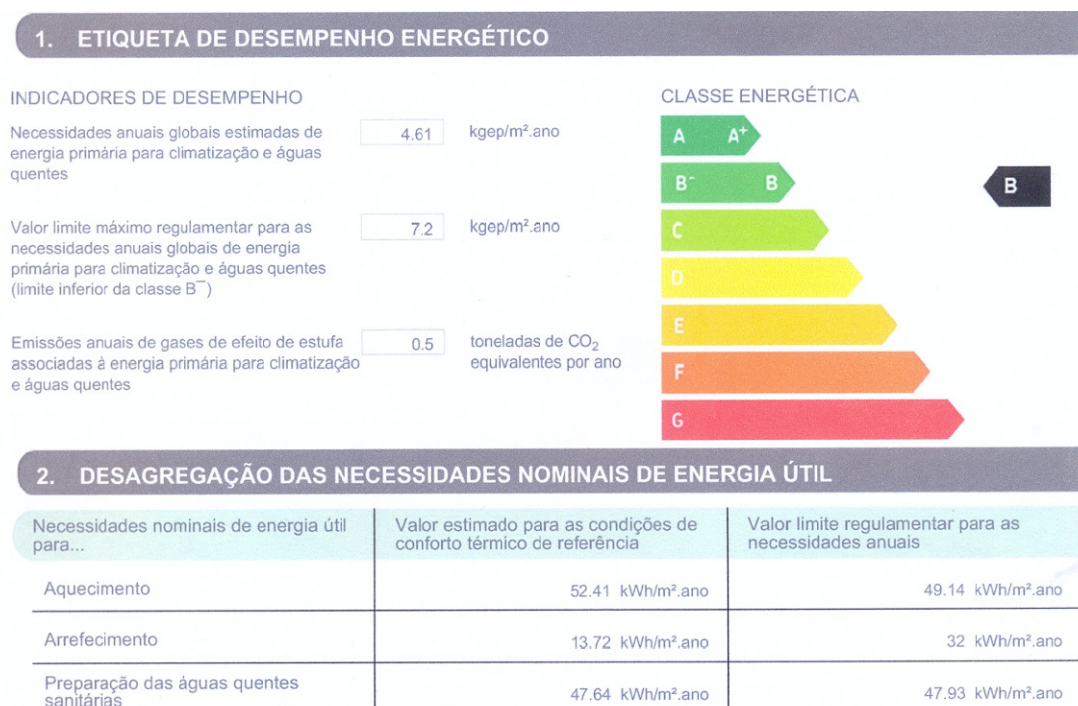 1. ETIQUETA DE DESEMPENHO ENERGÉTICO
INDICADORES DE DESEMPENHO
Necessidades anuais globais estimadas de
energia primária para climatização e águas
quentes
4.61 kgep/m².ano
Valor limite máximo regulamentar para as
necessidades anuais globais de energia
primária para climatização e águas quentes
(limite inferior da classe B¯)
7.2 kgep/m².ano
Emissões anuais de gases de efeito de estufa
associadas à energia primária para climatização
e águas quentes
0.5 toneladas de CO₂
equivalentes por ano
CLASSE ENERGÉTICA
A A⁺
B⁻ B
B
C
D
E
F
G
2. DESAGREGAÇÃO DAS NECESSIDADES NOMINAIS DE ENERGIA ÚTIL
Necessidades nominais de energia útil
para...
Valor estimado para as condições de
conforto térmico de referência
Valor limite regulamentar para as
necessidades anuais
Aquecimento 52.41 kWh/m².ano 49.14 kWh/m².ano
Arrefecimento 13.72 kWh/m².ano 32 kWh/m².ano
Preparação das águas quentes
sanitárias
47.64 kWh/m².ano 47.93 kWh/m².ano